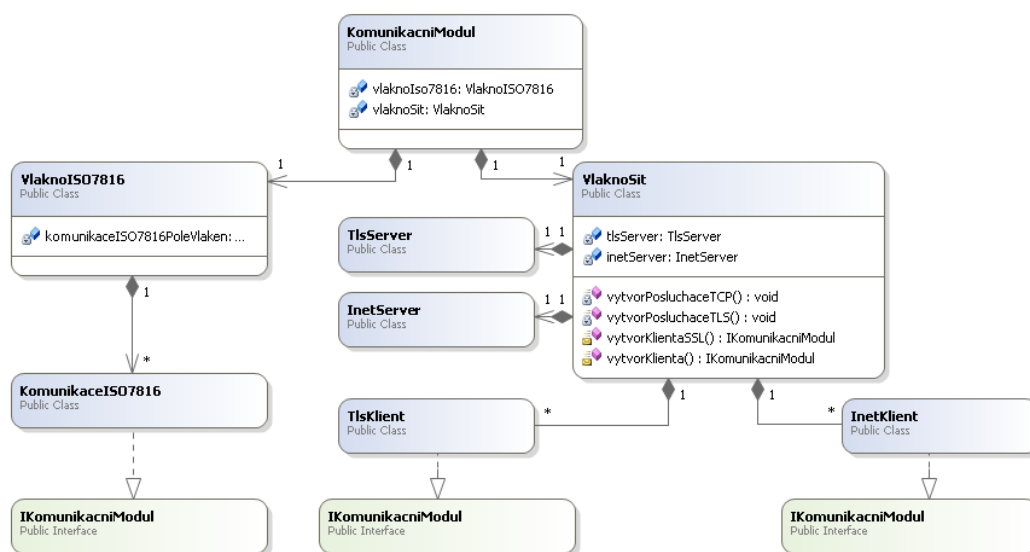 KomunikacniModul
Public Class
vlaknoIso7816: VlaknoISO7816
vlaknoSit: VlaknoSit
1
1
1
1
VlaknoISO7816
Public Class
komunikaceISO7816PoleVlaken: ...
1
*
VlaknoSit
Public Class
tlsServer: TlsServer
inetServer: InetServer
vytvorPosluchaceTCP() : void
vytvorPosluchaceTLS() : void
vytvorKlientaSSL() : IKomunikacniModul
vytvorKlienta() : IKomunikacniModul
TlsServer
Public Class
1
1
InetServer
Public Class
1
1
KomunikaceISO7816
Public Class
TlsKlient
Public Class
*
1
InetKlient
Public Class
1
*
IKomunikacniModul
Public Interface
IKomunikacniModul
Public Interface
IKomunikacniModul
Public Interface